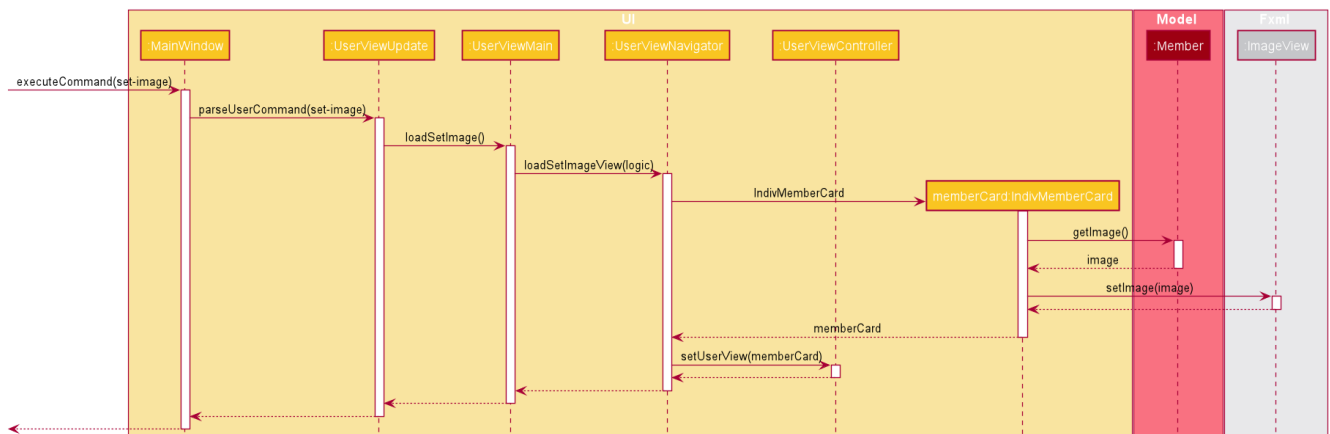 UI
Model
Fxml
:MainWindow
:UserViewUpdate
:UserViewMain
:UserViewNavigator
:UserViewController
:Member
:ImageView
executeCommand(set-image)
parseUserCommand(set-image)
loadSetImage()
loadSetImageView(logic)
IndivMemberCard
memberCard:IndivMemberCard
getImage()
image
setImage(image)
memberCard
setUserView(memberCard)